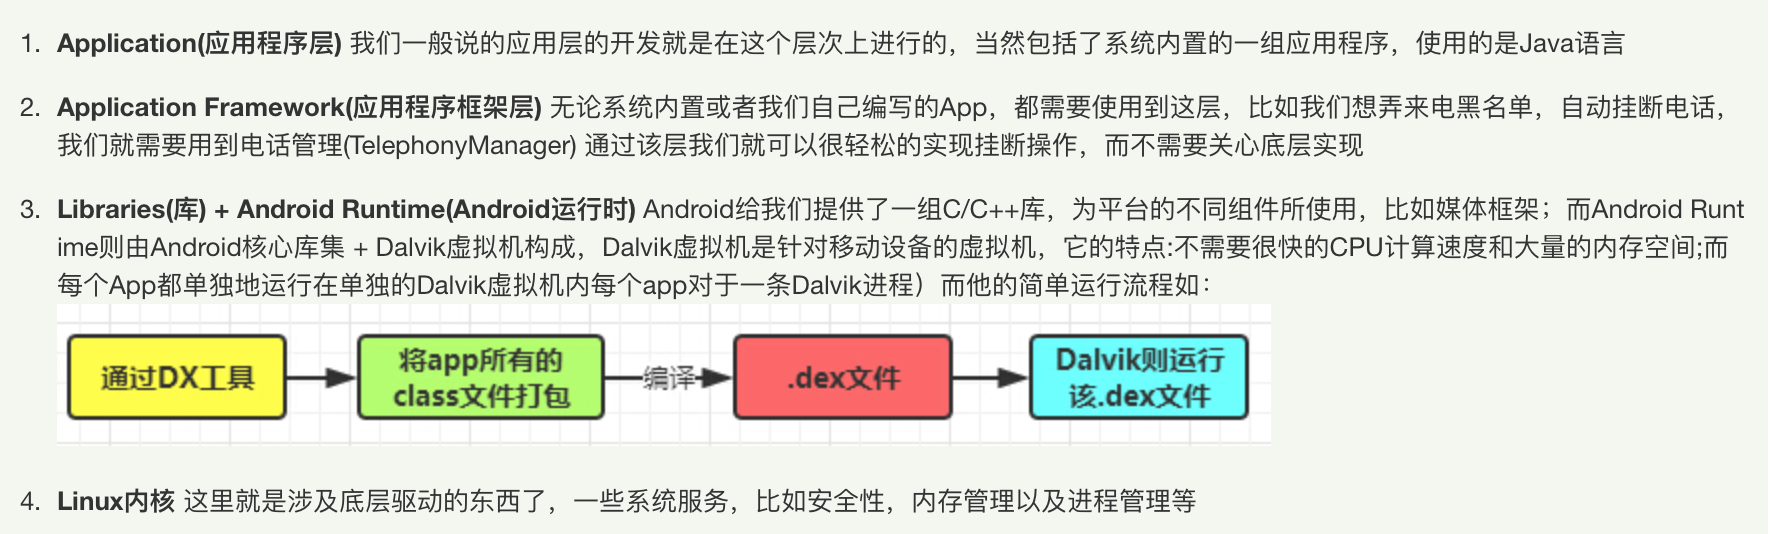 1. Application(应用程序层) 我们一般说的应用层的开发就是在这个层次上进行的，当然包括了系统内置的一组应用程序，使用的是Java语言
2. Application Framework(应用程序框架层) 无论系统内置或者我们自己编写的App，都需要使用到这层，比如我们想弄来电黑名单，自动挂断电话，
我们就需要用到电话管理(TelephonyManager) 通过该层我们就可以很轻松的实现挂断操作，而不需要关心底层实现
3. Libraries(库) + Android Runtime(Android运行时) Android给我们提供了一组C/C++库，为平台的不同组件所使用，比如媒体框架；而Android Runt
ime则由Android核心库集 + Dalvik虚拟机构成，Dalvik虚拟机是针对移动设备的虚拟机，它的特点:不需要很快的CPU计算速度和大量的内存空间;而
每个App都单独地运行在单独的Dalvik虚拟机内每个app对于一条Dalvik进程）而他的简单运行流程如：
通过DX工具
将app所有的
class文件打包
编译
.dex文件
Dalvik则运行
该.dex文件
4. Linux内核 这里就是涉及底层驱动的东西了，一些系统服务，比如安全性，内存管理以及进程管理等